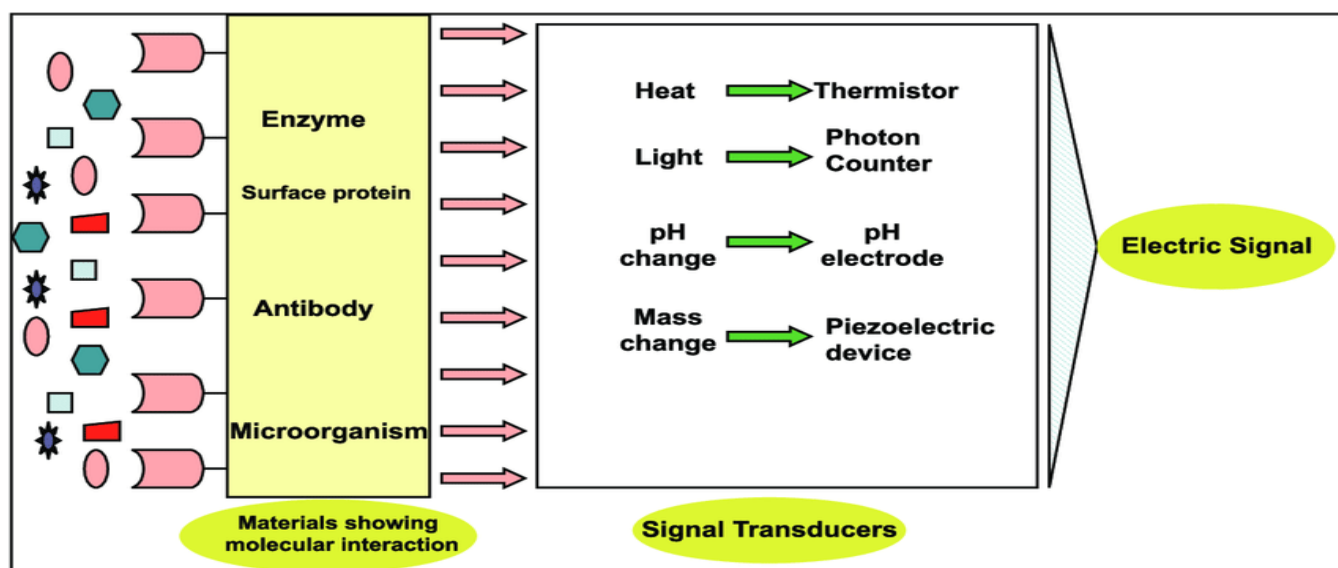 Enzyme
Surface protein
Antibody
Microorganism
Materials showing
molecular interaction
Heat
Thermistor
Light
Photon
Counter
pH
change
pH
electrode
Mass
change
Piezoelectric
device
Signal Transducers
Electric Signal